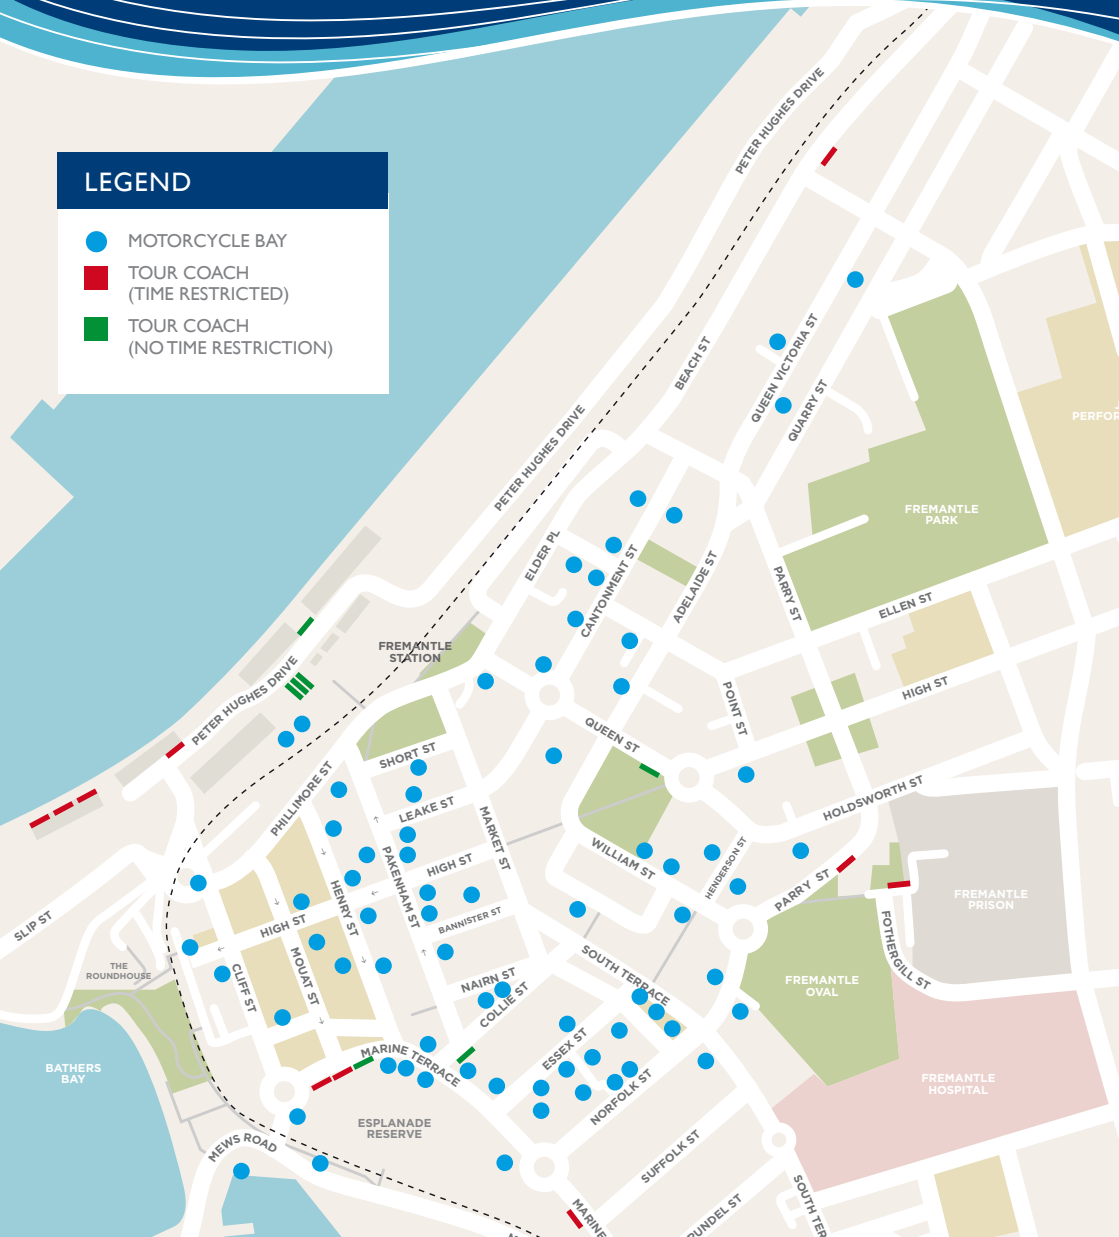 LEGEND
MOTORCYCLE BAY
TOUR COACH
(TIME RESTRICTED)
TOUR COACH
(NO TIME RESTRICTION)
PETER HUGHES DRIVE
BEACH ST
QUEEN VICTORIA ST
QUARRY ST
PERFOR
PETER HUGHES DRIVE
FREMANTLE
PARK
ELDER PL
CANTONMENT ST
ADELAIDE ST
PARRY ST
ELLEN ST
FREMANTLE
STATION
PETER HUGHES DRIVE
HIGH ST
POINT ST
QUEEN ST
SHORT ST
PHILLIMORE ST
LEAKE ST
MARKET ST
HOLDSWORTH ST
WILLIAM ST
HENDERSON ST
HIGH ST
PAKENHAM ST
HENRY ST
PARRY ST
FREMANTLE
PRISON
BANNISTER ST
HIGH ST
SLIP ST
FOTHERGILL ST
THE
ROUNDHOUSE
CLIFF ST
MOUAT ST
NAIRN ST
COLLIE ST
SOUTH TERRACE
FREMANTLE
OVAL
BATHERS
BAY
MARINE TERRACE
ESSEX ST
NORFOLK ST
FREMANTLE
HOSPITAL
ESPLANADE
RESERVE
MEWS ROAD
SUFFOLK ST
SOUTH TER
MARINE
RUNDEL ST